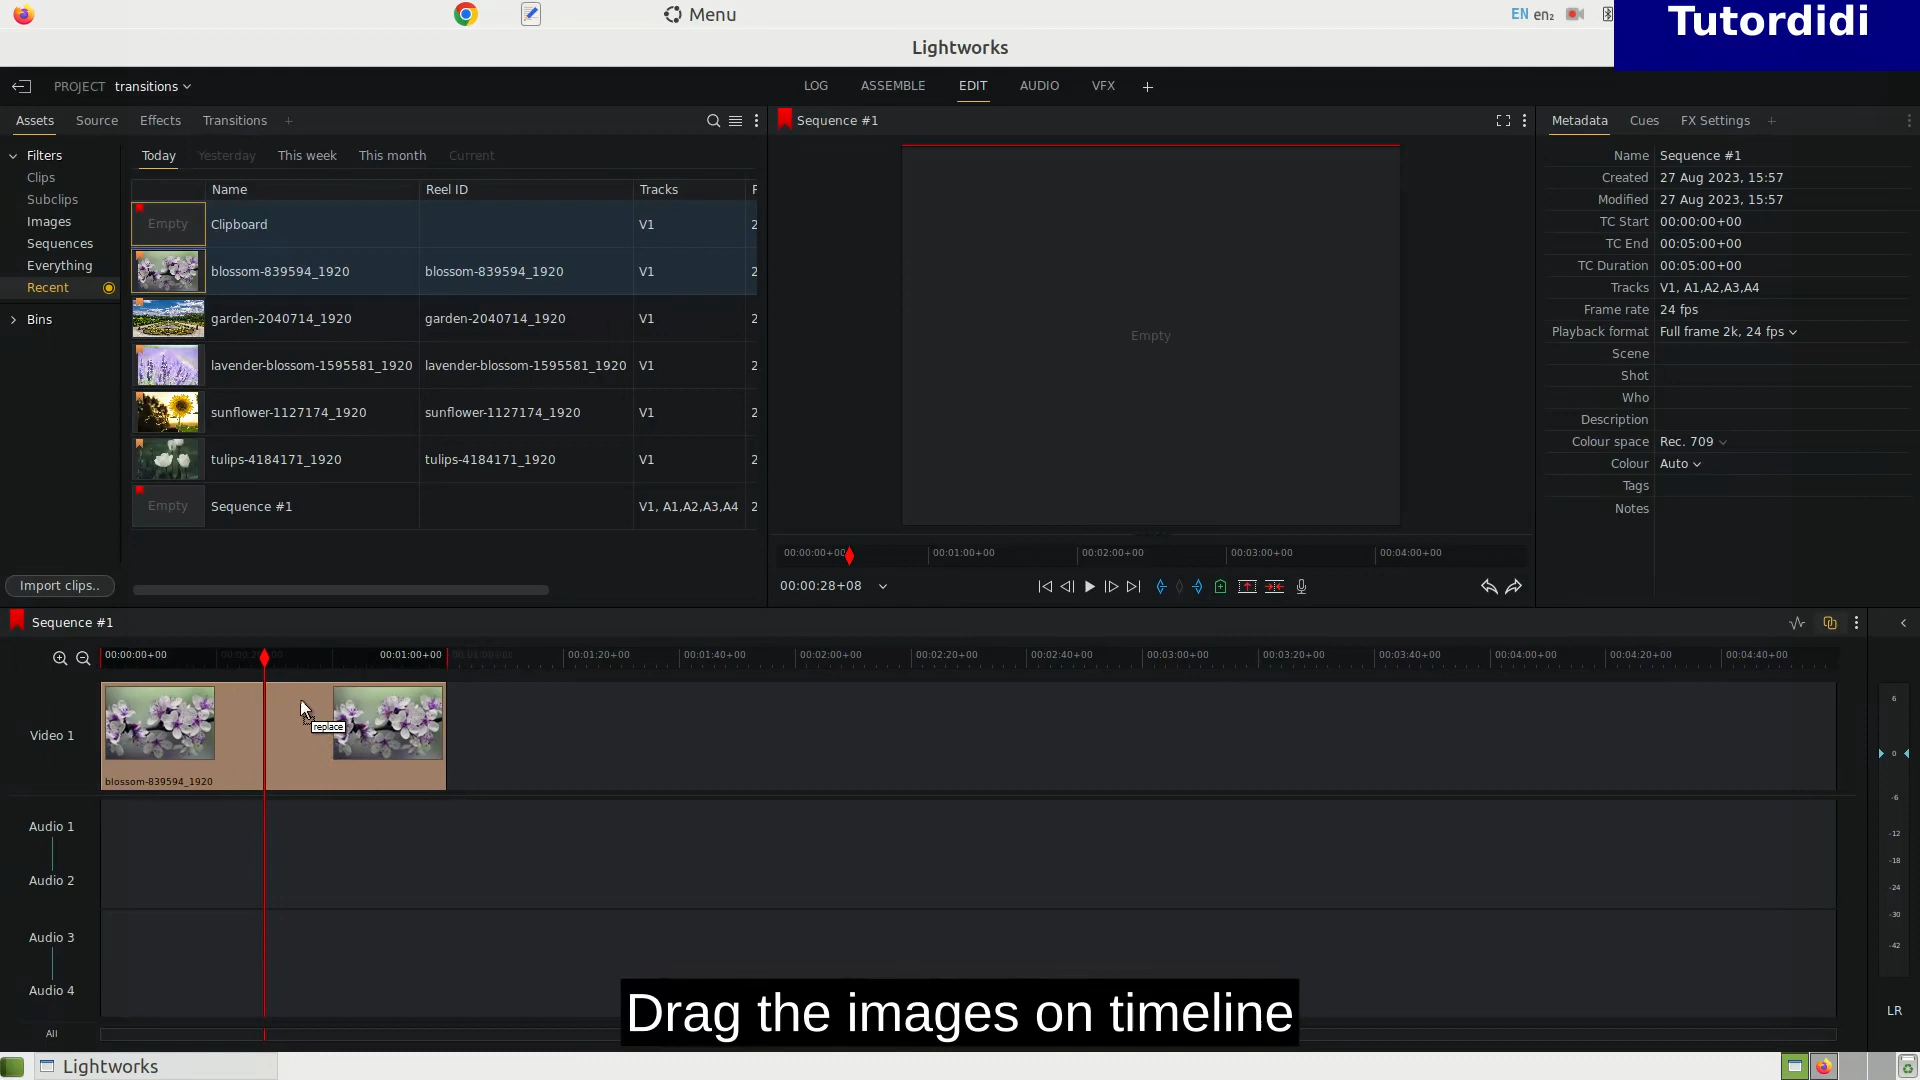 Menu
EN en₂
Tutordidi
Lightworks
PROJECT transitions
LOG ASSEMBLE EDIT AUDIO VFX +
Assets Source Effects Transitions +
Sequence #1
Metadata Cues FX Settings +
Filters
Clips
Subclips
Images
Sequences
Everything
Recent
Bins
Import clips..
Today Yesterday This week This month Current
Name Reel ID Tracks F
Empty Clipboard V1 2
blossom-839594_1920 blossom-839594_1920 V1 2
garden-2040714_1920 garden-2040714_1920 V1 2
lavender-blossom-1595581_1920 lavender-blossom-1595581_1920 V1 2
sunflower-1127174_1920 sunflower-1127174_1920 V1 2
tulips-4184171_1920 tulips-4184171_1920 V1 2
Empty Sequence #1 V1, A1,A2,A3,A4 2
Empty
00:00:00+00 00:01:00+00 00:02:00+00 00:03:00+00 00:04:00+00
00:00:28+08
Name Sequence #1
Created 27 Aug 2023, 15:57
Modified 27 Aug 2023, 15:57
TC Start 00:00:00+00
TC End 00:05:00+00
TC Duration 00:05:00+00
Tracks V1, A1,A2,A3,A4
Frame rate 24 fps
Playback format Full frame 2k, 24 fps
Scene
Shot
Who
Description
Colour space Rec. 709
Colour Auto
Tags
Notes
Sequence #1
00:00:00+00 00:01:00+00 00:01:20+00 00:01:40+00 00:02:00+00 00:02:20+00 00:02:40+00 00:03:00+00 00:03:20+00 00:03:40+00 00:04:00+00 00:04:20+00 00:04:40+00
Video 1
replace
blossom-839594_1920
Audio 1
Audio 2
Audio 3
Audio 4
All
6
0
-6
-12
-18
-24
-30
-42
LR
Drag the images on timeline
Lightworks